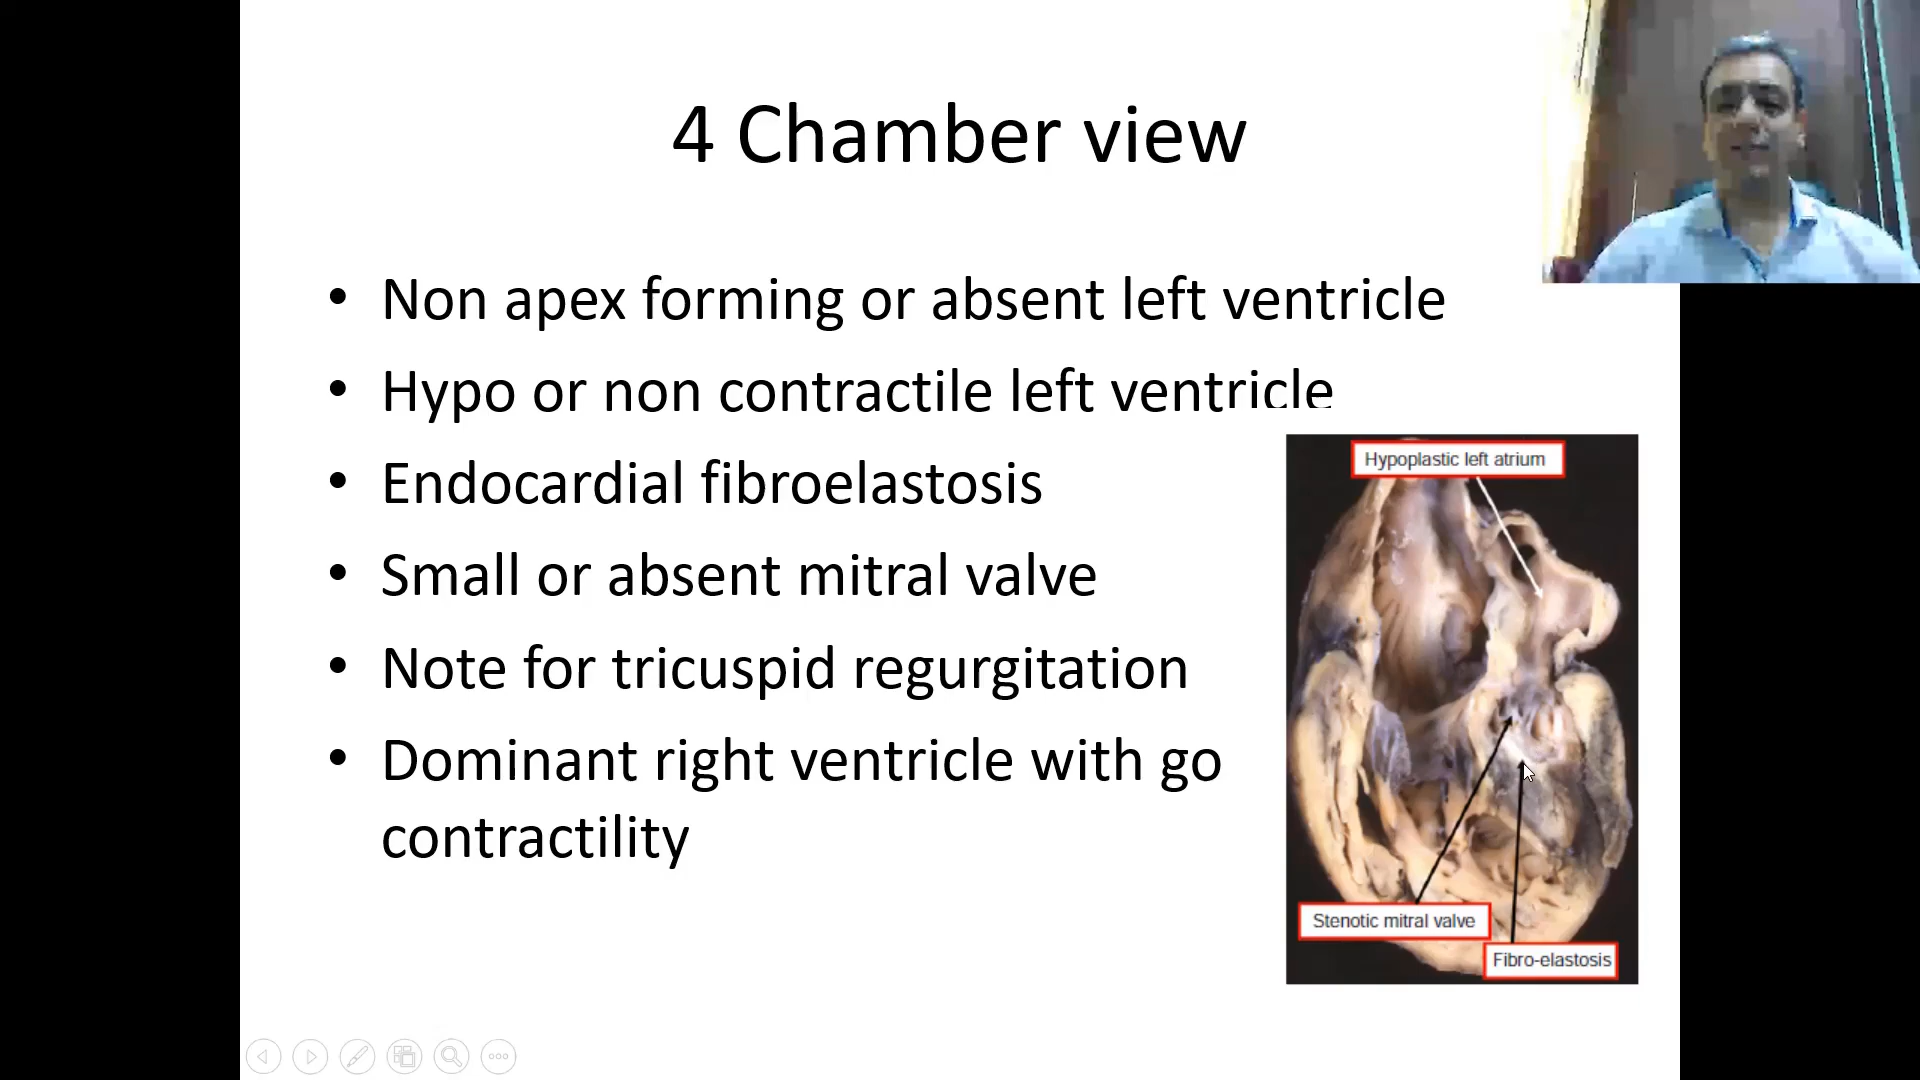 4 Chamber view
• Non apex forming or absent left ventricle
• Hypo or non contractile left ventricle
• Endocardial fibroelastosis
• Small or absent mitral valve
• Note for tricuspid regurgitation
• Dominant right ventricle with go
contractility
Hypoplastic left atrium
Stenotic mitral valve
Fibro-elastosis